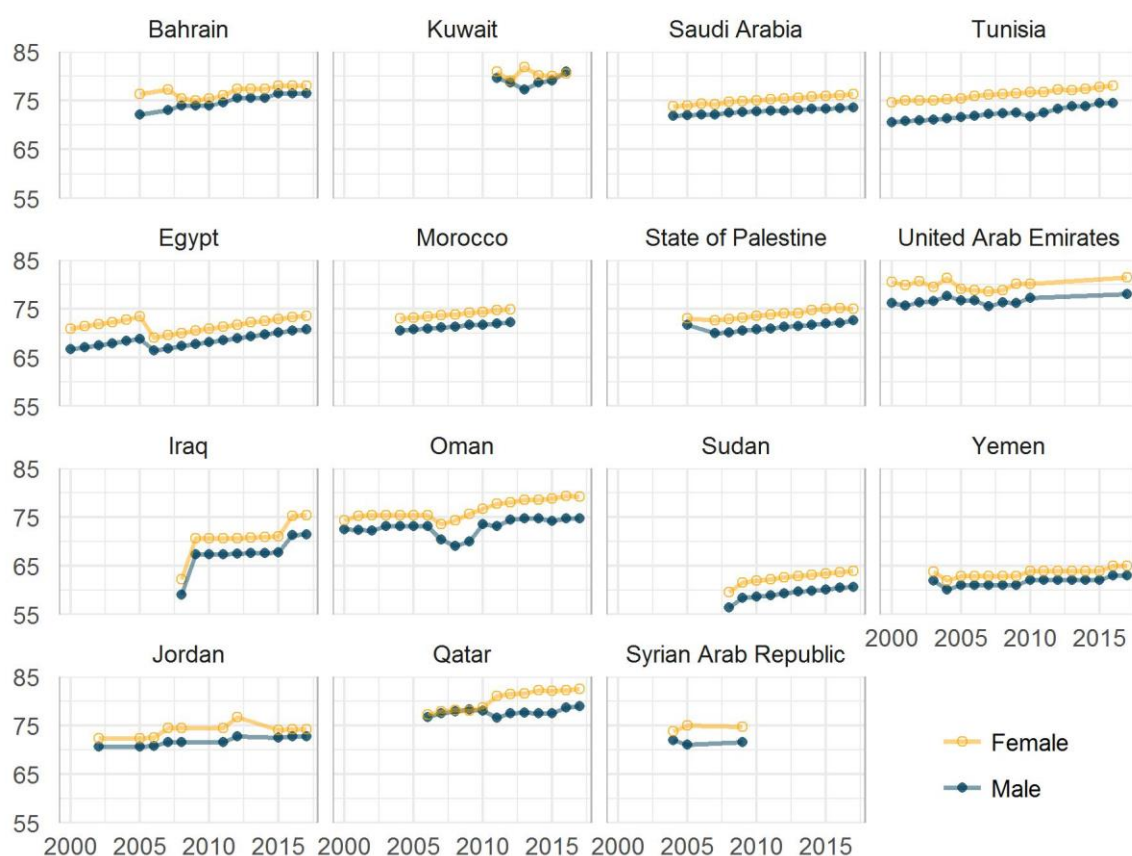 Bahrain Kuwait Saudi Arabia Tunisia
85
75
65
55
Egypt Morocco State of Palestine United Arab Emirates
85
75
65
55
Iraq Oman Sudan Yemen
85
75
65
55
2000 2005 2010 2015
Jordan Qatar Syrian Arab Republic
85
75
65
55
Female
Male
2000 2005 2010 2015 2000 2005 2010 2015 2000 2005 2010 2015